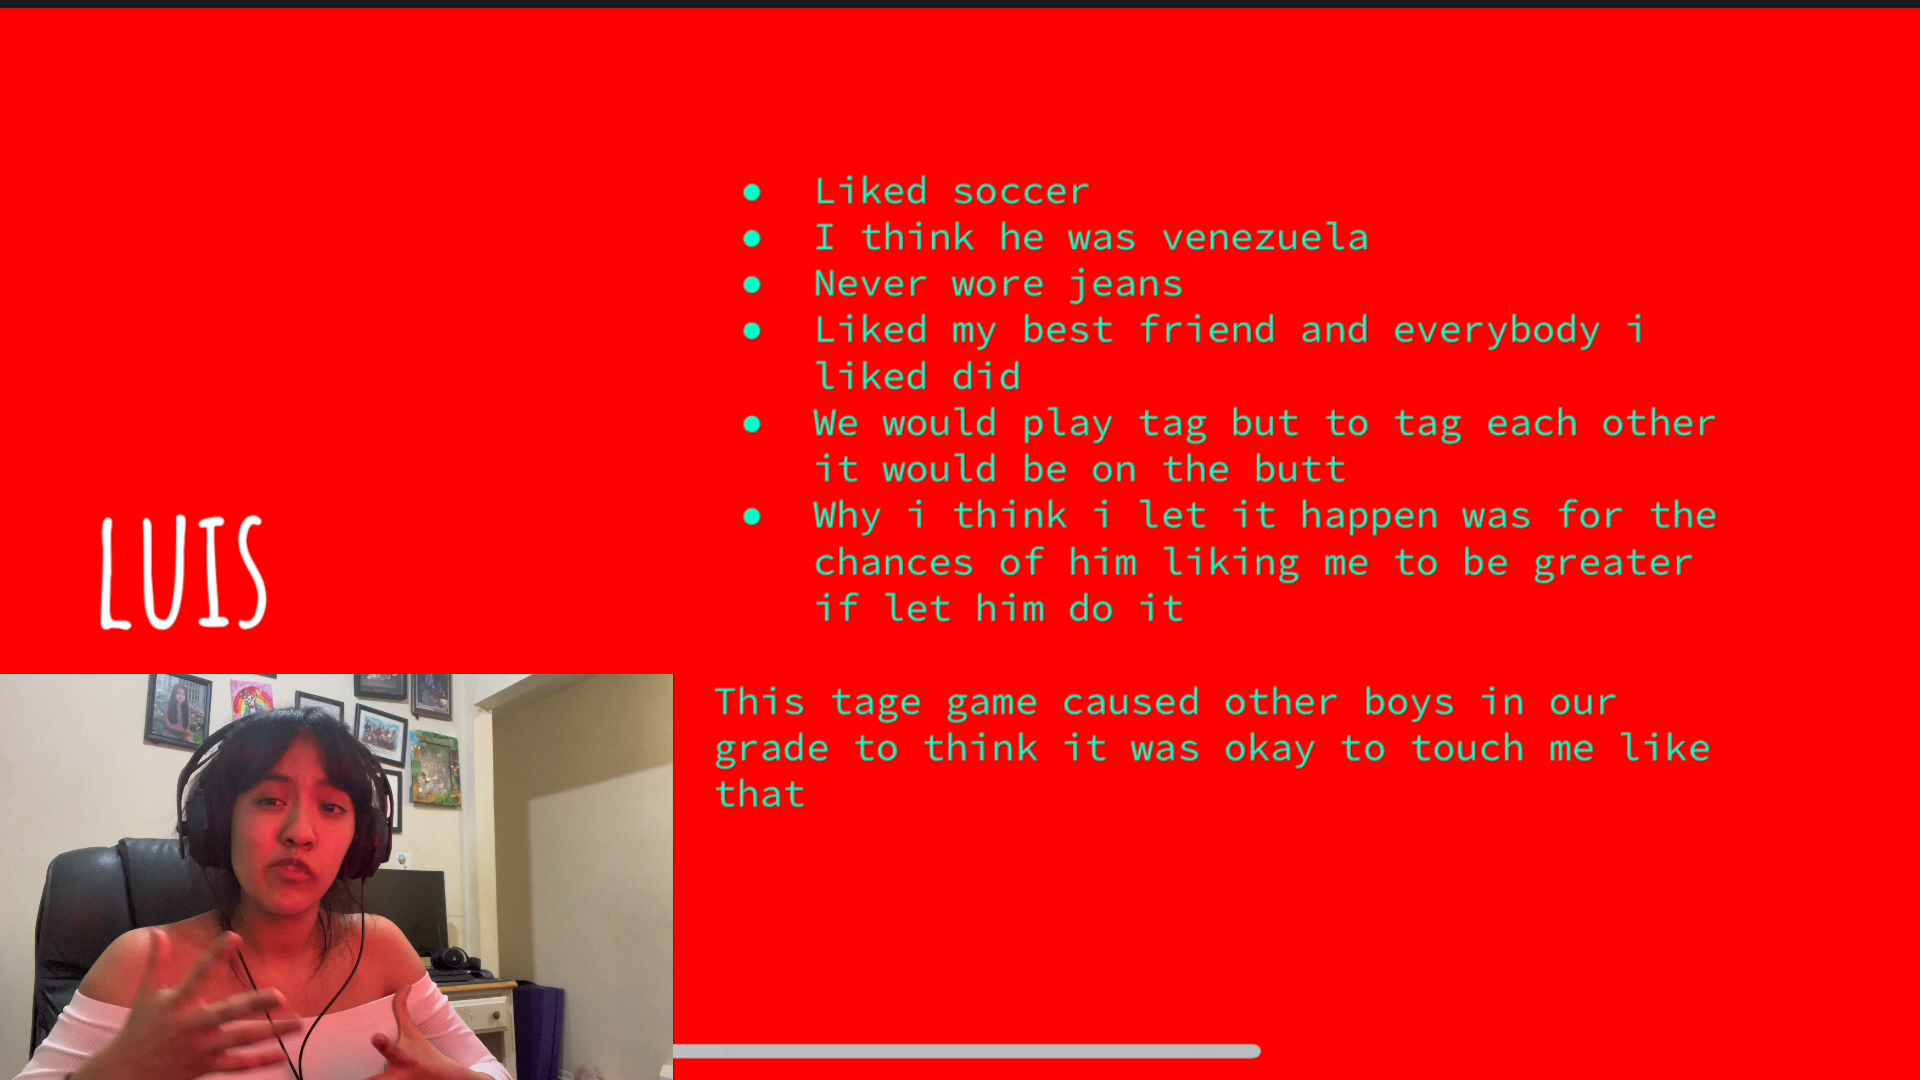 LUIS
Liked soccer
I think he was venezuela
Never wore jeans
Liked my best friend and everybody i
liked did
We would play tag but to tag each other
it would be on the butt
Why i think i let it happen was for the
chances of him liking me to be greater
if let him do it
This tage game caused other boys in our
grade to think it was okay to touch me like
that